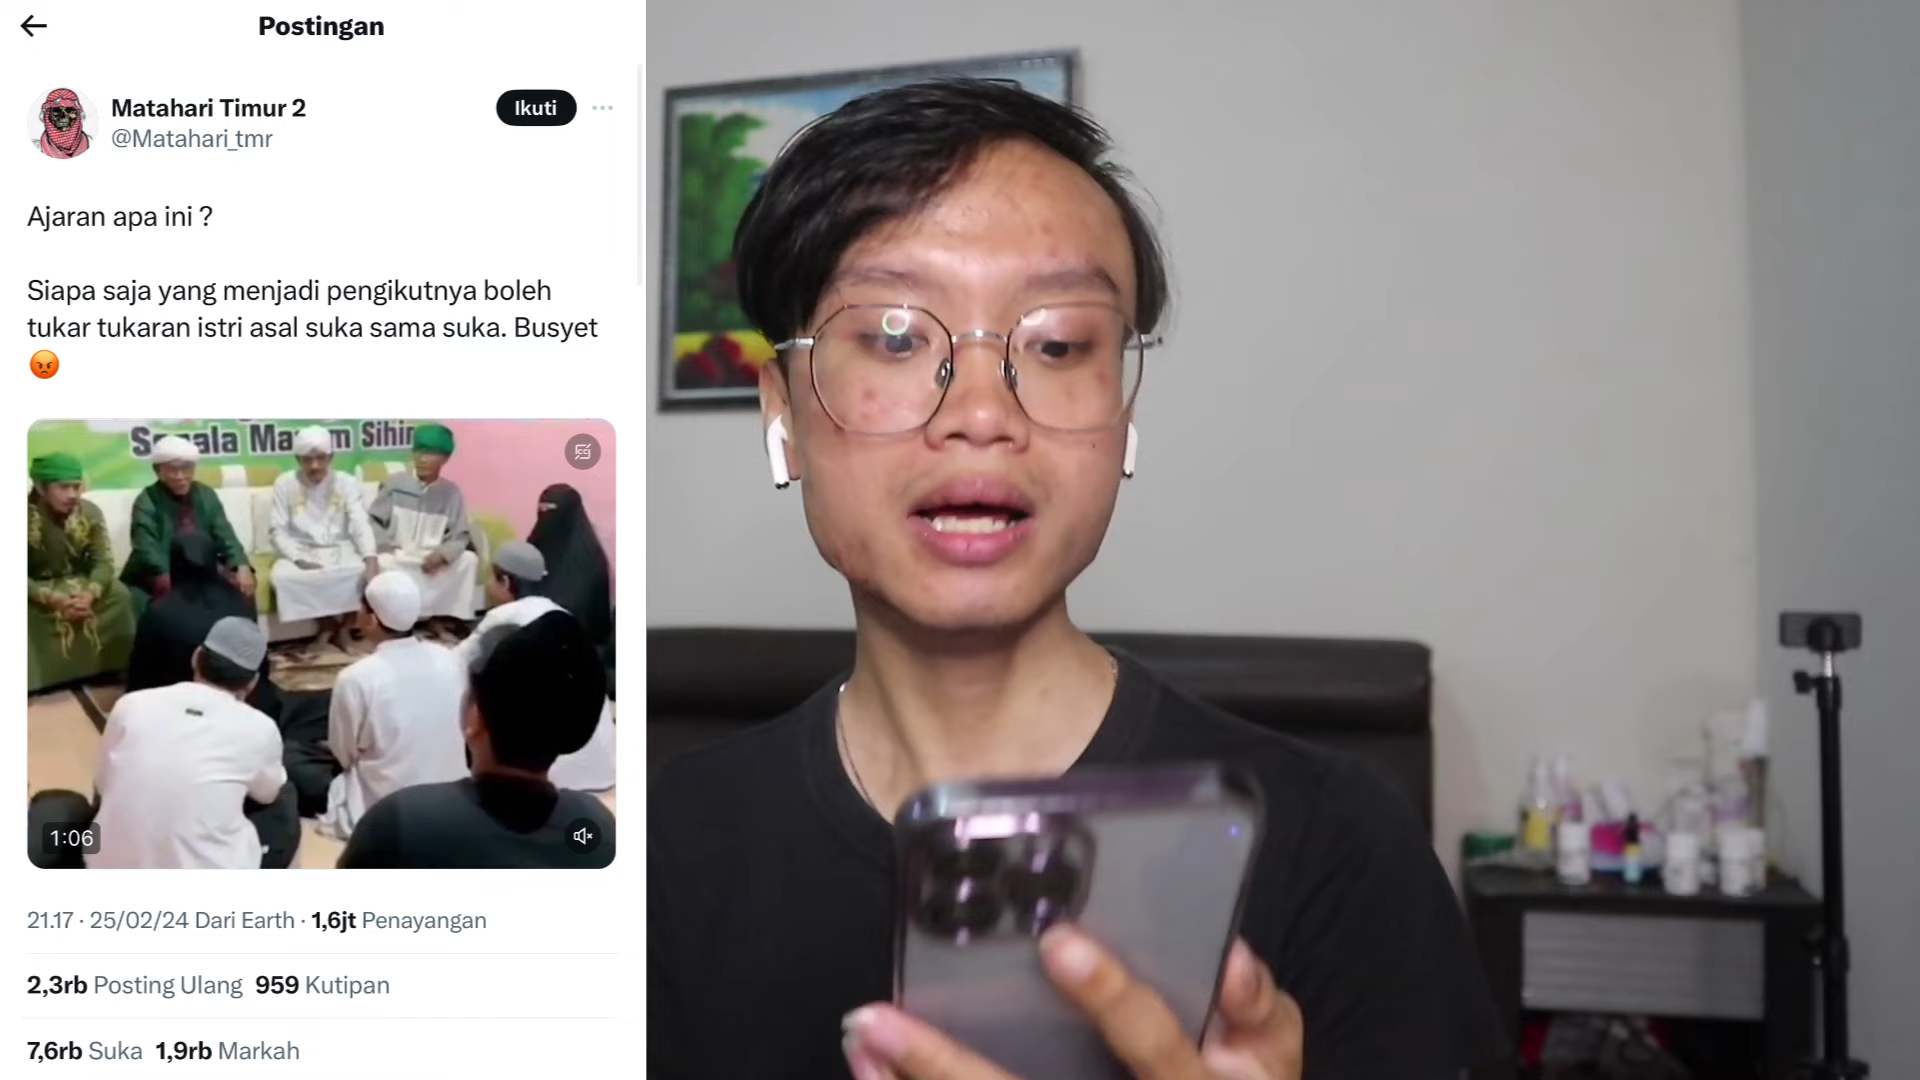 Postingan
Matahari Timur 2
@Matahari_tmr
Ikuti
Ajaran apa ini ?
Siapa saja yang menjadi pengikutnya boleh
tukar tukaran istri asal suka sama suka. Busyet
😡
1:06
21.17 · 25/02/24 Dari Earth · 1,6jt Penayangan
2,3rb Posting Ulang 959 Kutipan
7,6rb Suka 1,9rb Markah